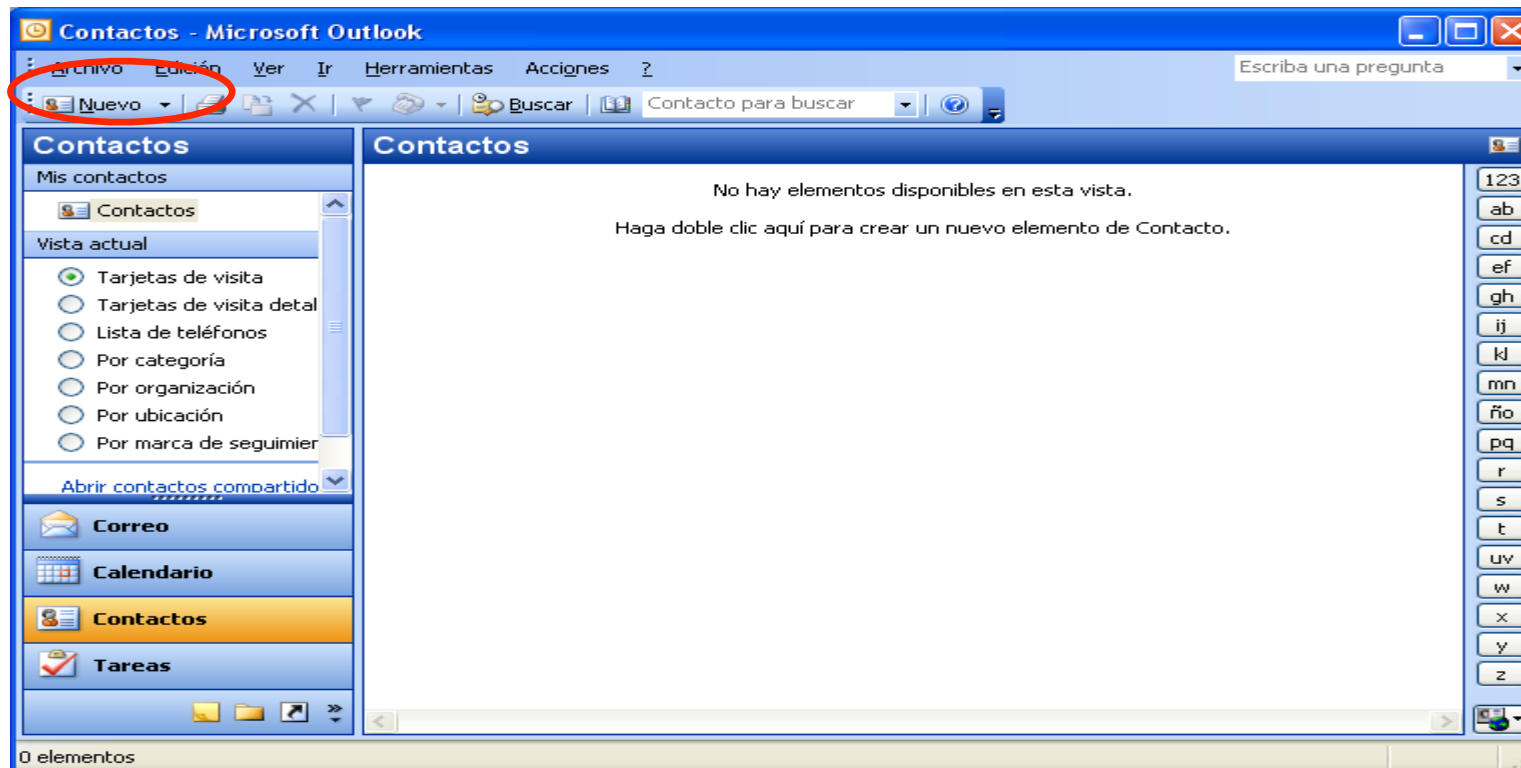 Contactos - Microsoft Outlook
Archivo Edición Ver Ir Herramientas Acciones ? Escriba una pregunta
Nuevo Buscar Contacto para buscar
Contactos
Mis contactos
Contactos
Vista actual
Tarjetas de visita
Tarjetas de visita detal
Lista de teléfonos
Por categoría
Por organización
Por ubicación
Por marca de seguimier
Abrir contactos compartido
Correo
Calendario
Contactos
Tareas
Contactos
No hay elementos disponibles en esta vista.
Haga doble clic aquí para crear un nuevo elemento de Contacto.
123
ab
cd
ef
gh
ij
kl
mn
ño
pq
r
s
t
uv
w
x
y
z
0 elementos